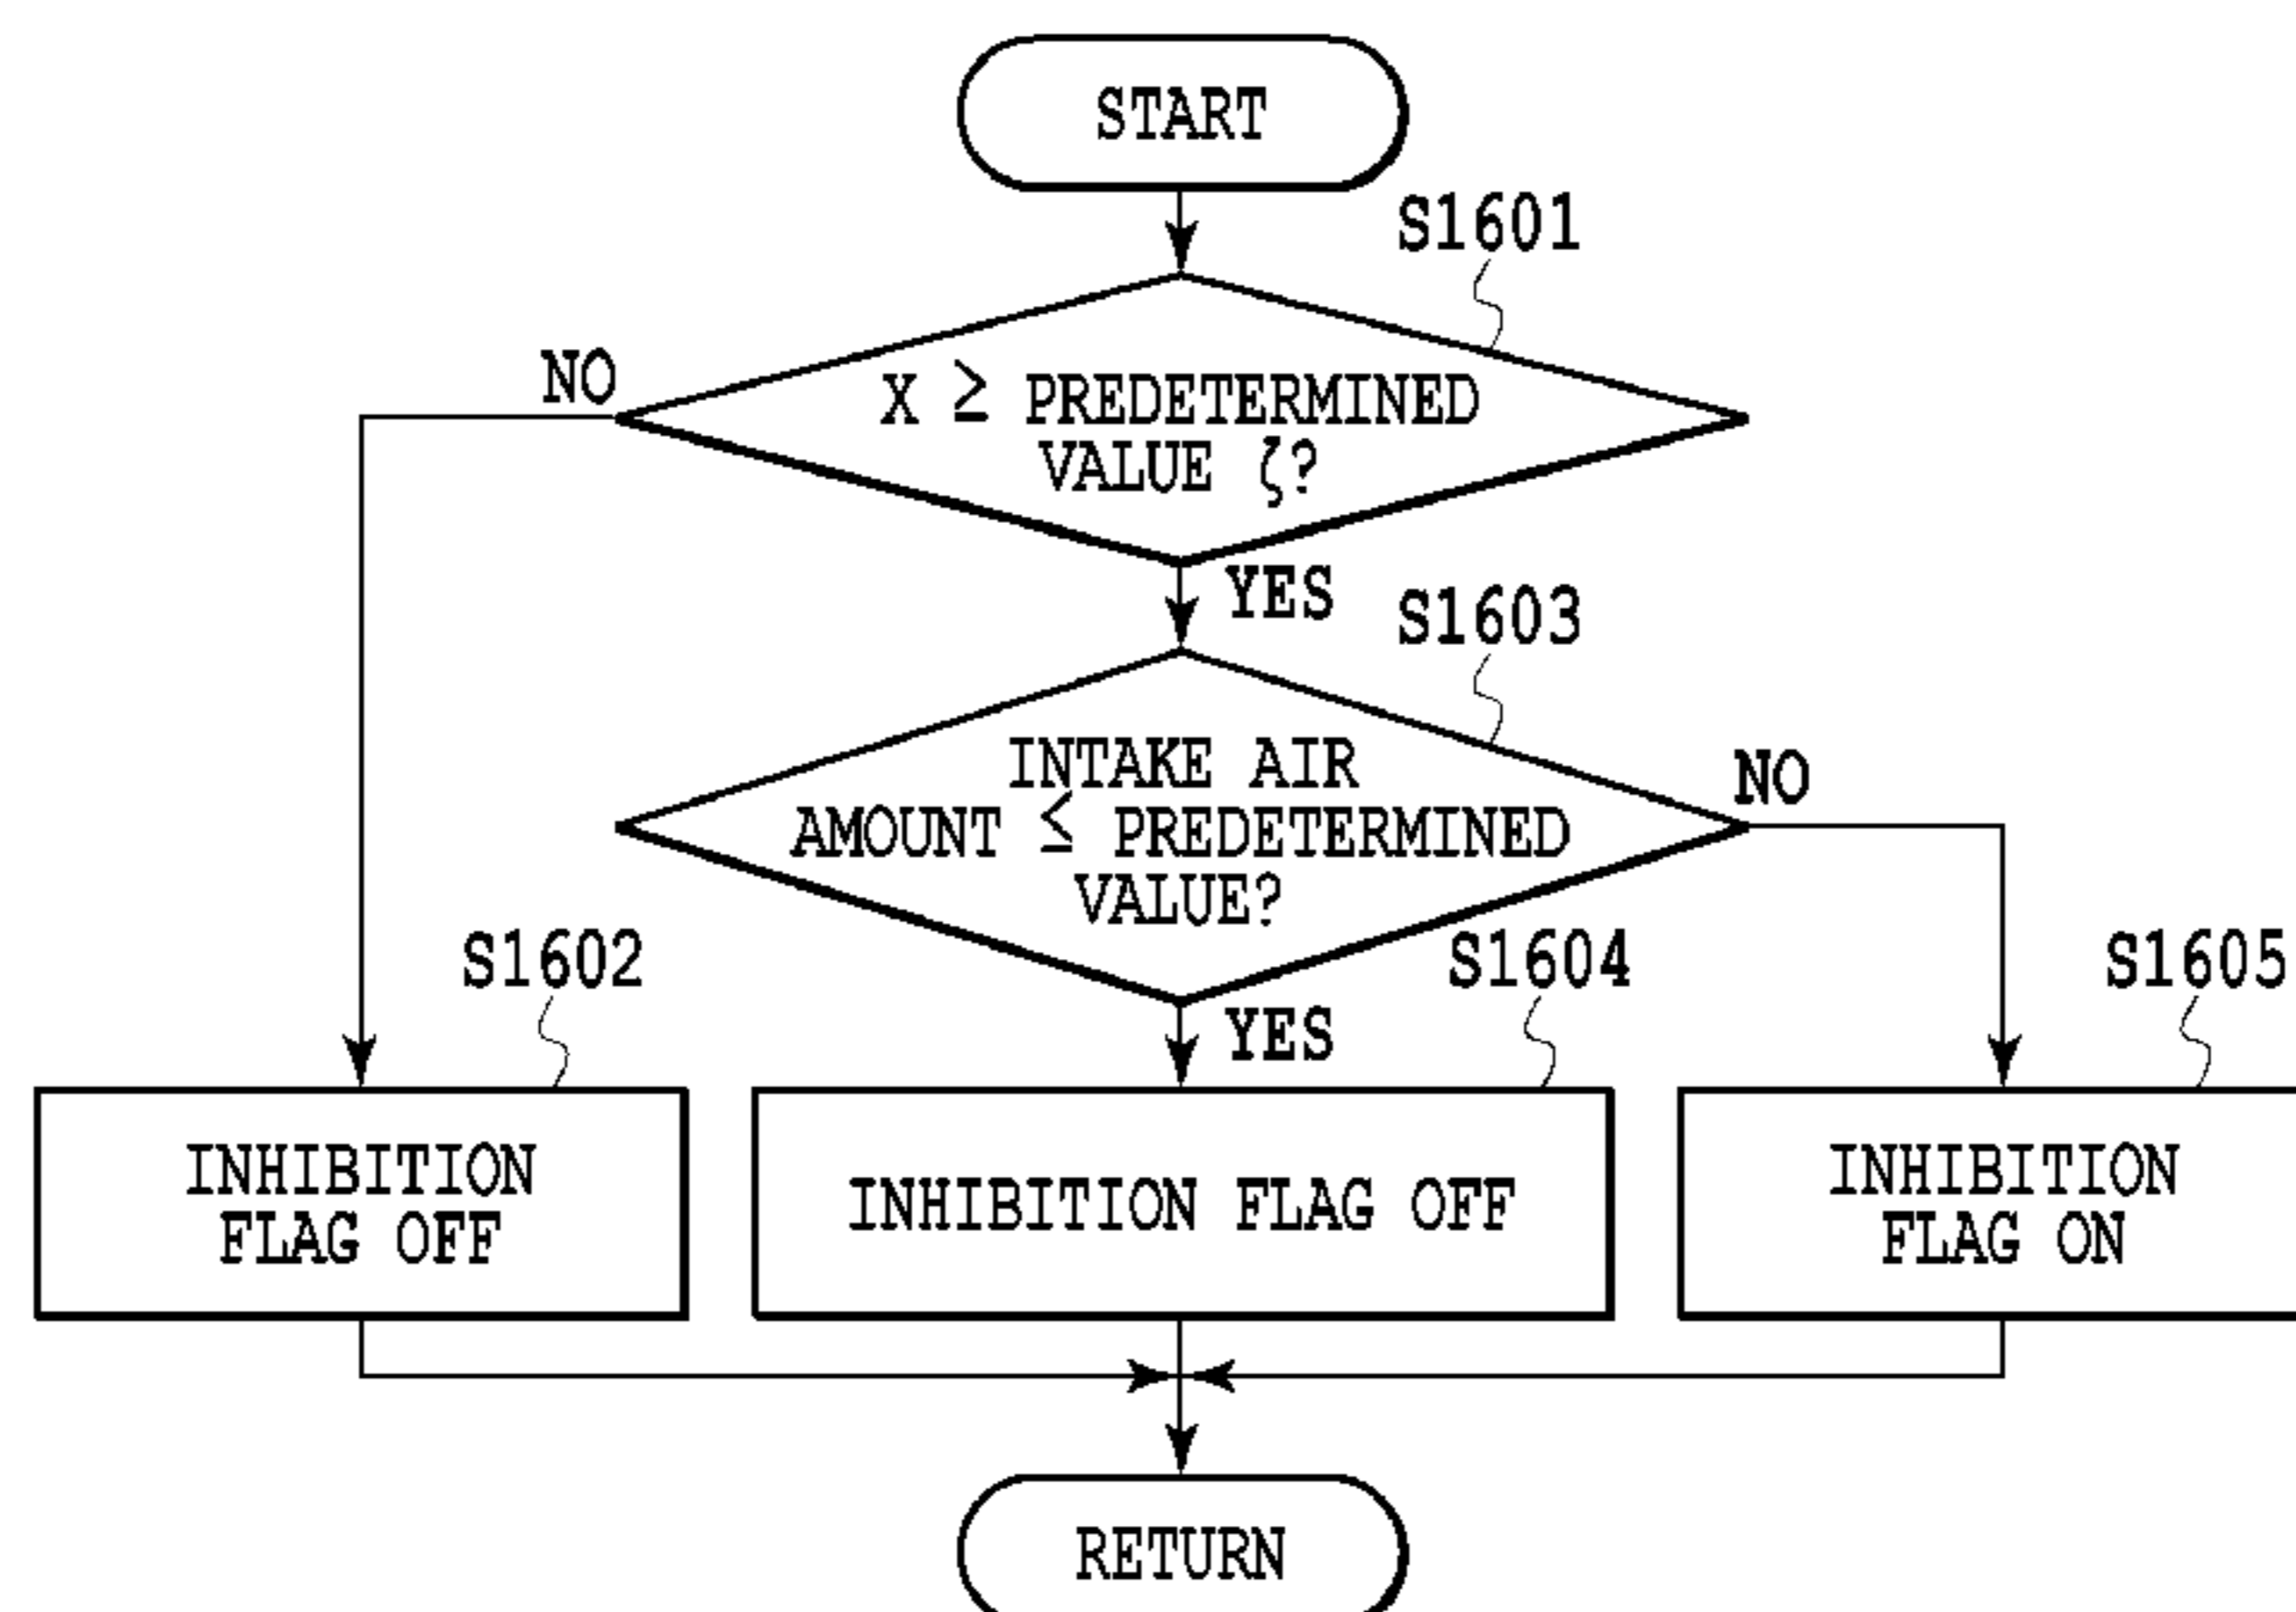 START
S1601
NO
X ≥ PREDETERMINED
VALUE ζ?
YES
S1603
INTAKE AIR
AMOUNT ≤ PREDETERMINED
VALUE?
NO
S1602
YES
S1604
S1605
INHIBITION
FLAG OFF
INHIBITION FLAG OFF
INHIBITION
FLAG ON
RETURN